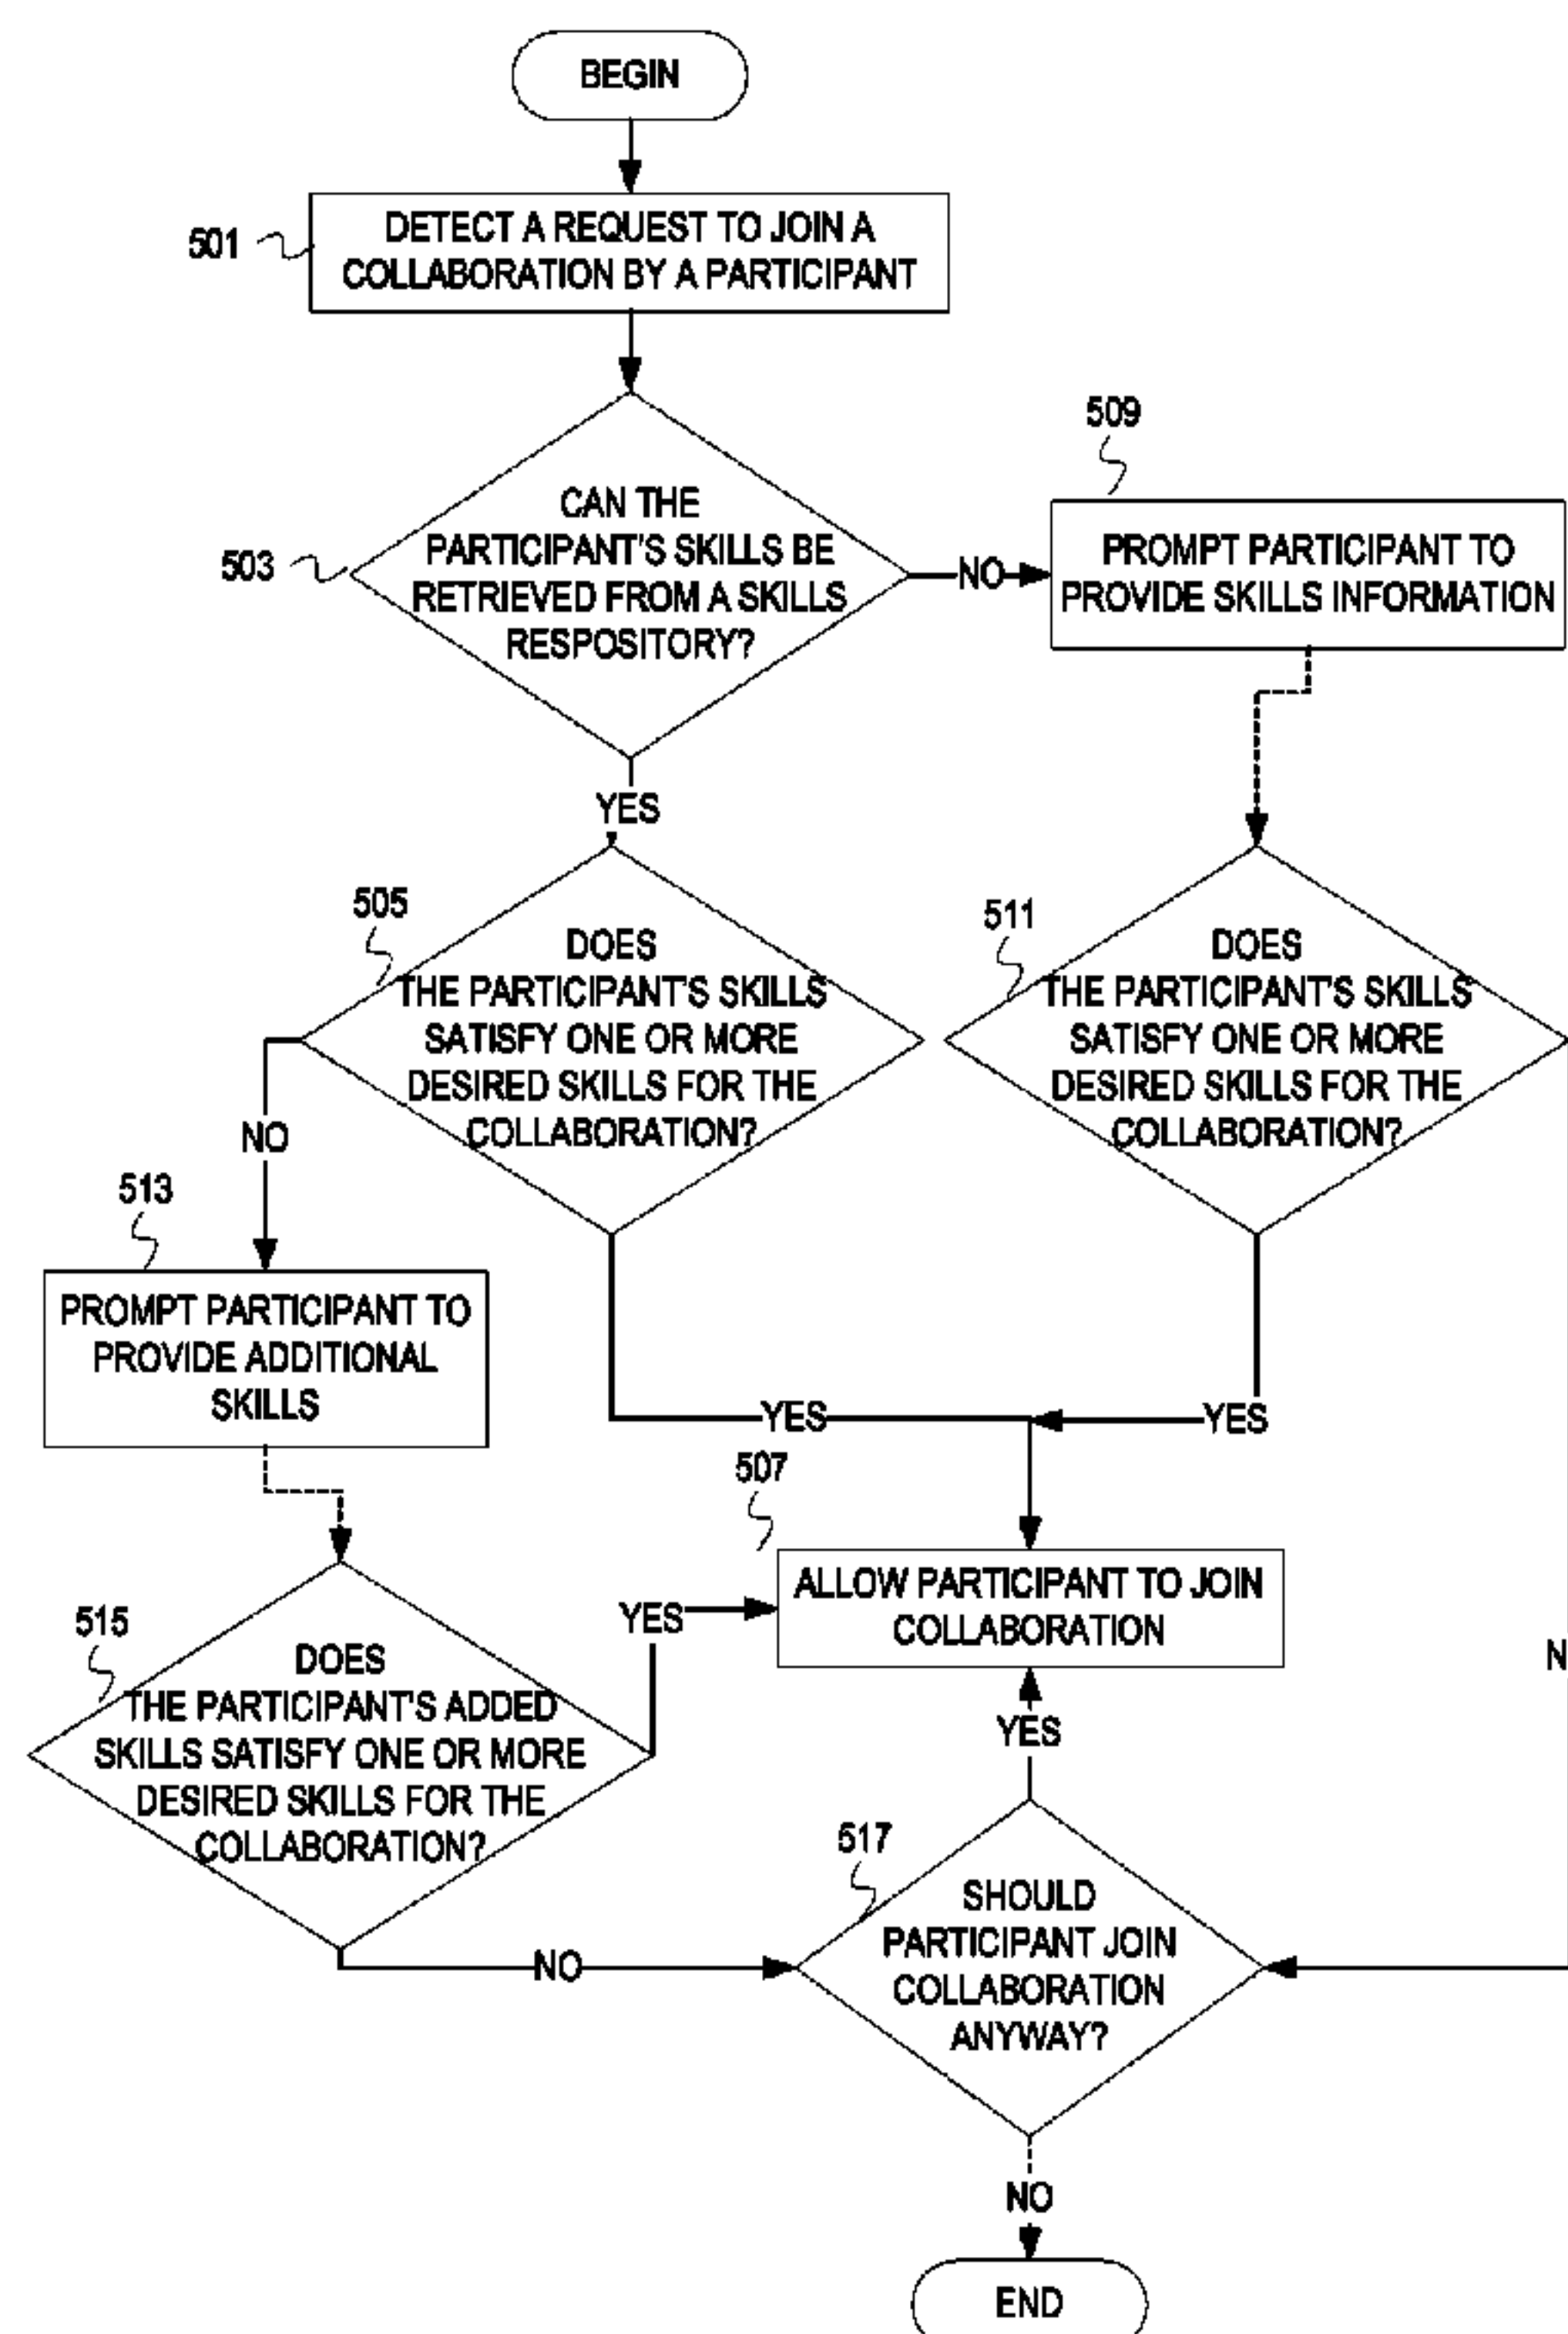 BEGIN
501
DETECT A REQUEST TO JOIN A
COLLABORATION BY A PARTICIPANT
503
CAN THE
PARTICIPANT'S SKILLS BE
RETRIEVED FROM A SKILLS
RESPOSITORY?
NO
509
PROMPT PARTICIPANT TO
PROVIDE SKILLS INFORMATION
YES
505
DOES
THE PARTICIPANT'S SKILLS
SATISFY ONE OR MORE
DESIRED SKILLS FOR THE
COLLABORATION?
511
DOES
THE PARTICIPANT'S SKILLS
SATISFY ONE OR MORE
DESIRED SKILLS FOR THE
COLLABORATION?
NO
513
PROMPT PARTICIPANT TO
PROVIDE ADDITIONAL
SKILLS
YES
YES
507
ALLOW PARTICIPANT TO JOIN
COLLABORATION
515
DOES
THE PARTICIPANT'S ADDED
SKILLS SATISFY ONE OR MORE
DESIRED SKILLS FOR THE
COLLABORATION?
YES
N
YES
NO
517
SHOULD
PARTICIPANT JOIN
COLLABORATION
ANYWAY?
NO
END